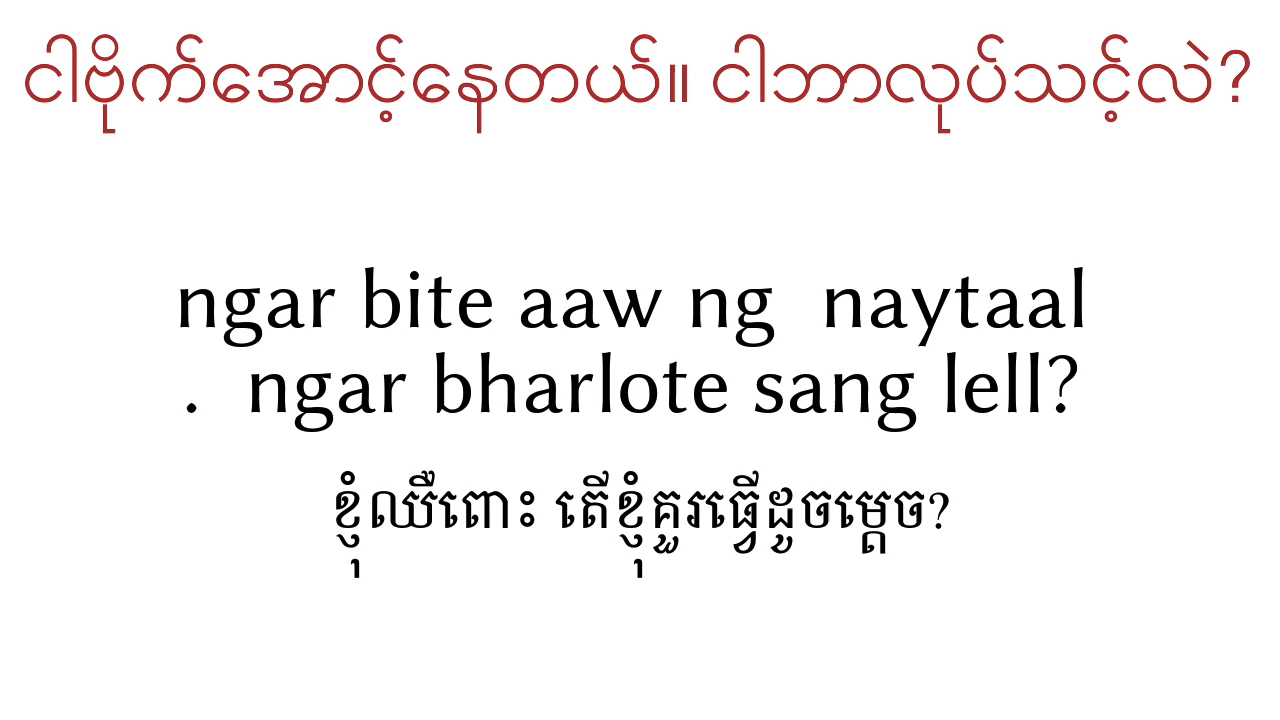 ငါဗိုက်အောင့်နေတယ်။ ငါဘာလုပ်သင့်လဲ?
ngar bite aaw ng  naytaal
.  ngar bharlote sang lell?
ខ្ញុំឈឺពោះ តើខ្ញុំគួរធ្វើដូចម្តេច?